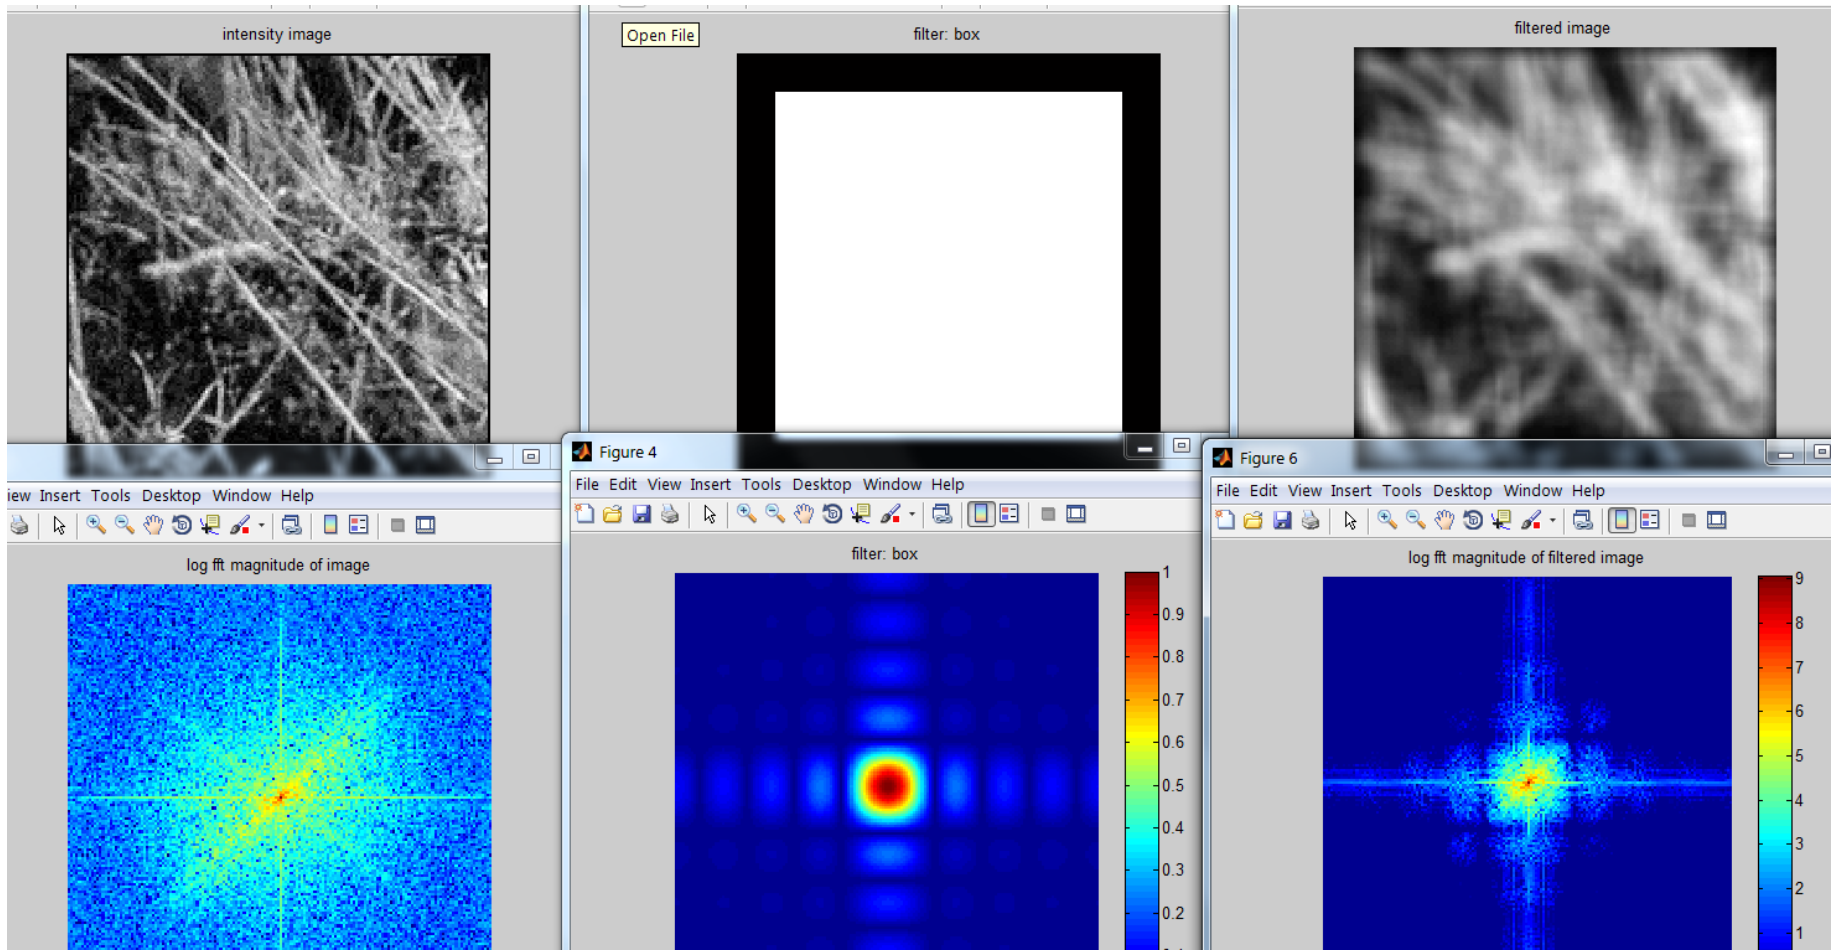 intensity image
Open File
filter: box
filtered image
Figure 4
Figure 6
iew Insert Tools Desktop Window Help
File Edit View Insert Tools Desktop Window Help
File Edit View Insert Tools Desktop Window Help
log fft magnitude of image
filter: box
1
0.9
0.8
0.7
0.6
0.5
0.4
0.3
0.2
log fft magnitude of filtered image
9
8
7
6
5
4
3
2
1